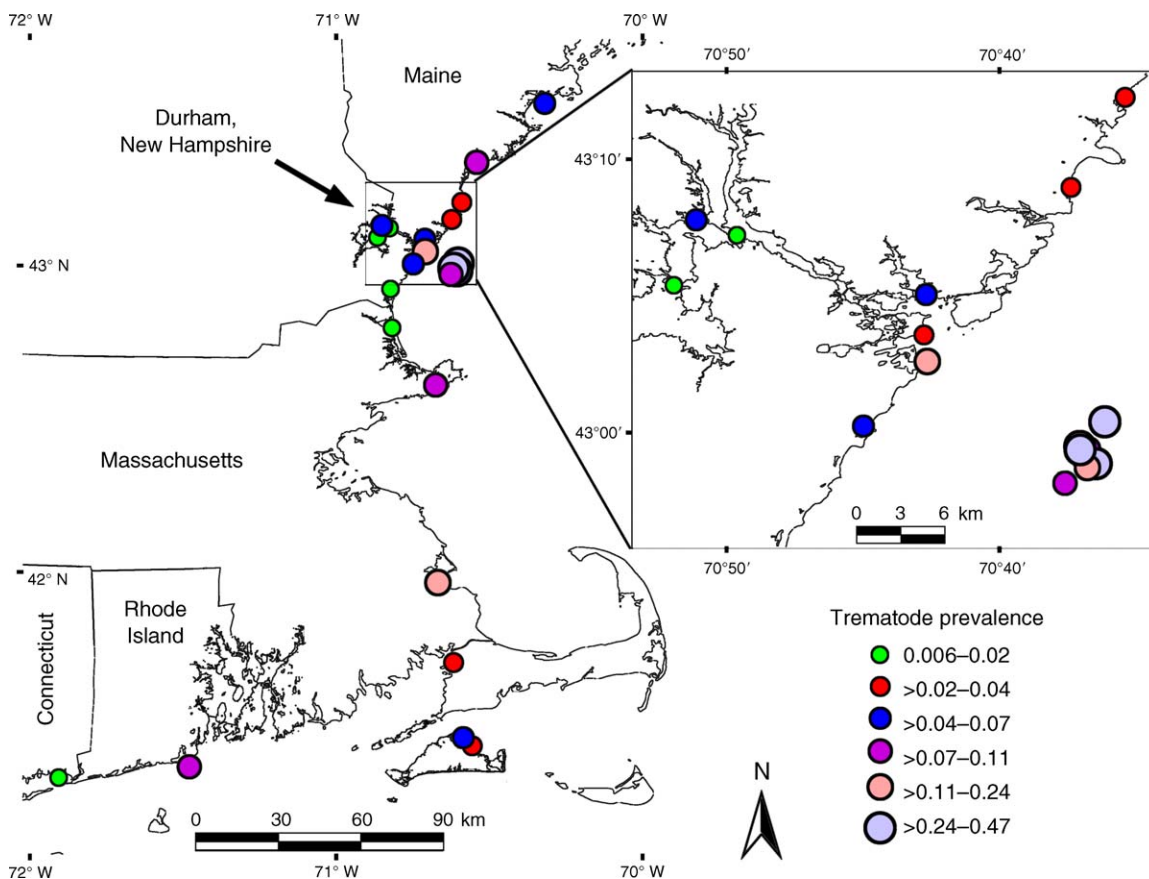 72° W
71° W
70° W
Maine
Durham,
New Hampshire
43° N
Massachusetts
42° N
Connecticut
Rhode
Island
0 30 60 90 km
72° W
71° W
70° W
70°50′
70°40′
43°10′
43°00′
0 3 6 km
70°50′
70°40′
N
Trematode prevalence
0.006–0.02
>0.02–0.04
>0.04–0.07
>0.07–0.11
>0.11–0.24
>0.24–0.47